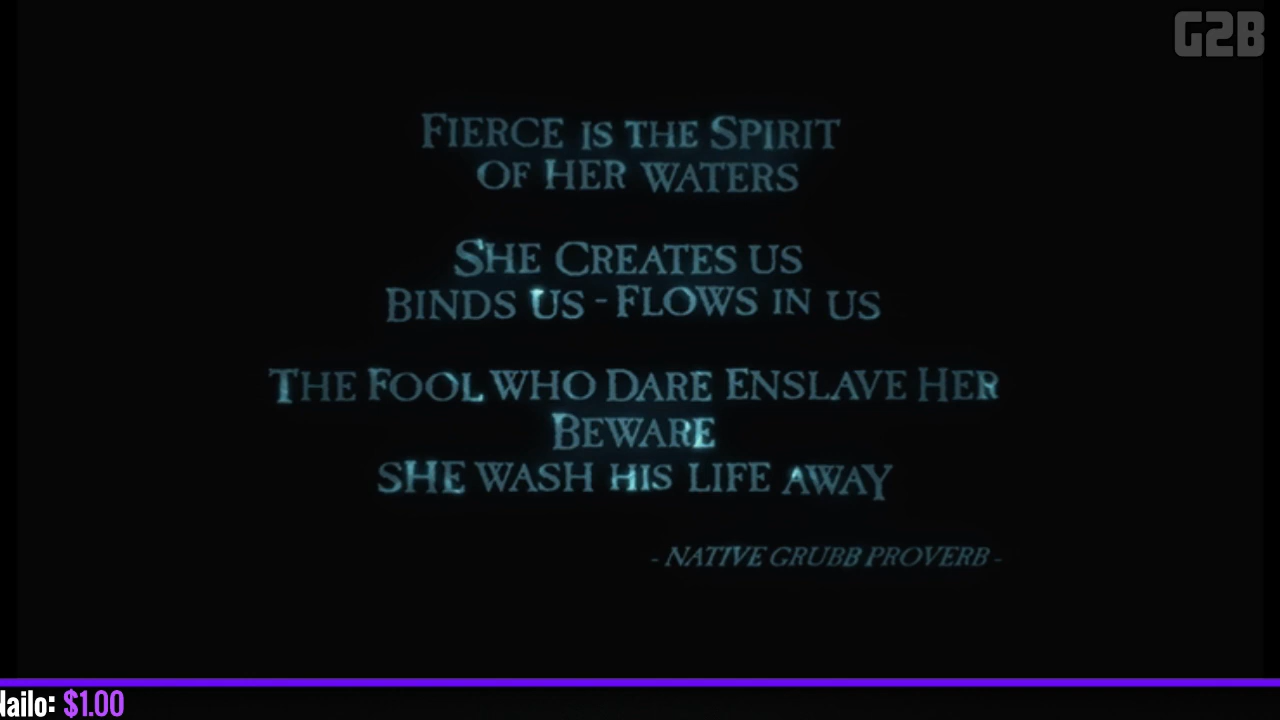 G2B
FIERCE IS THE SPIRIT
OF HER WATERS
SHE CREATES US
BINDS US - FLOWS IN US
THE FOOL WHO DARE ENSLAVE HER
BEWARE
SHE WASH HIS LIFE AWAY
- NATIVE GRUBB PROVERB -
Nailo: $1.00